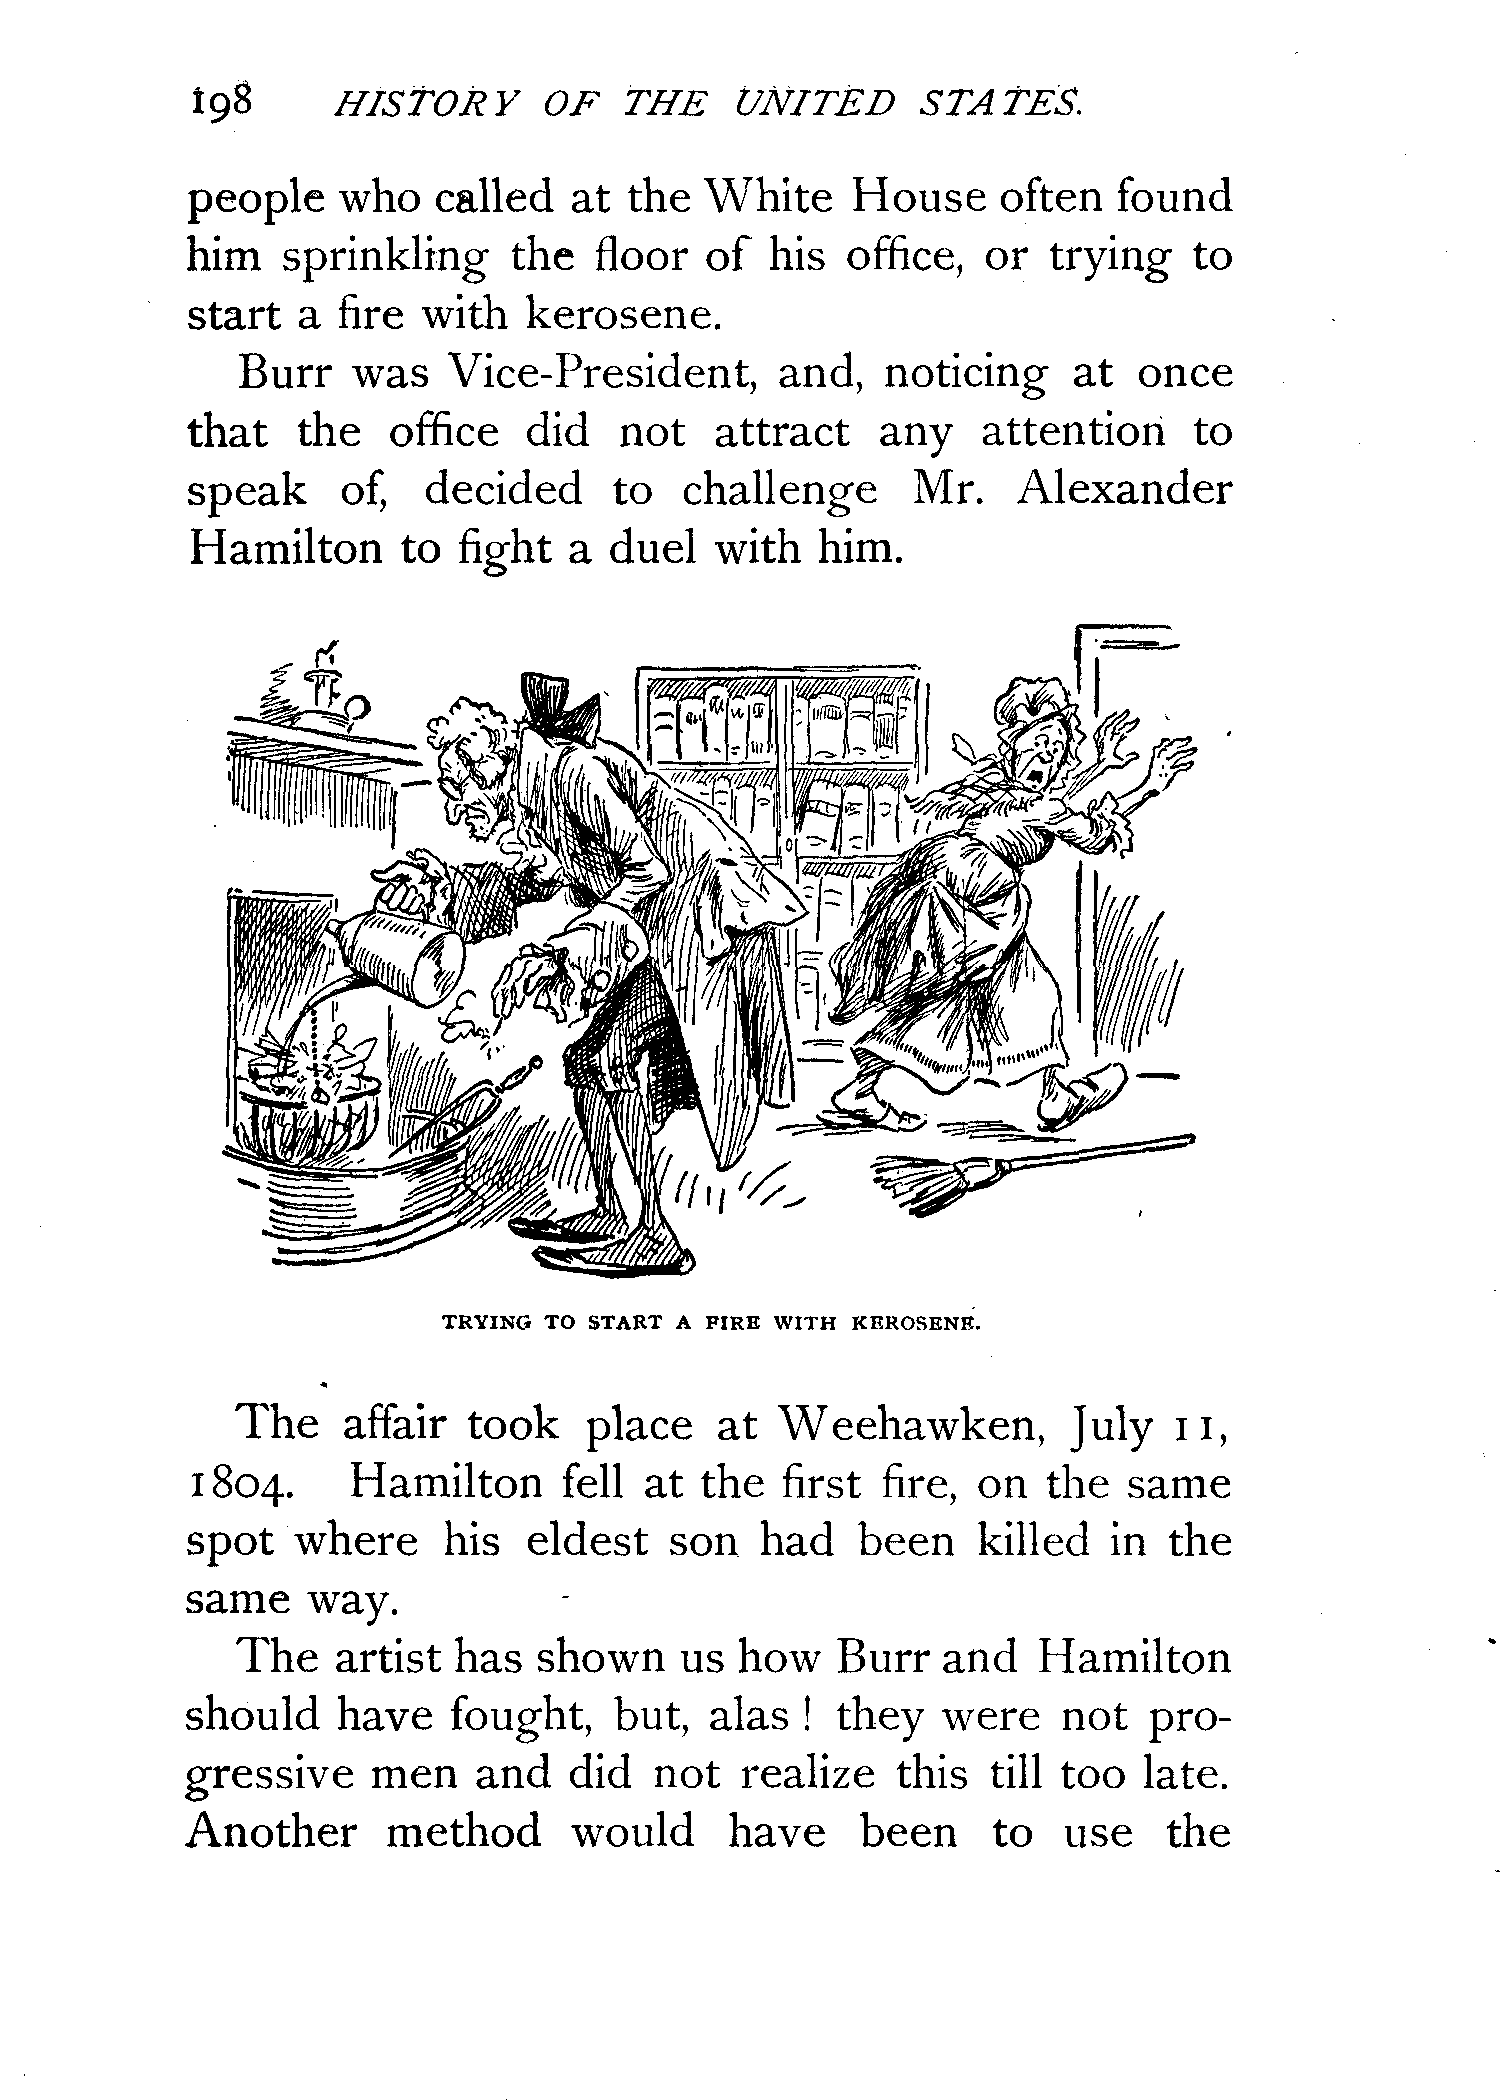 198 HISTORY OF THE UNITED STATES.
people who called at the White House often found
him sprinkling the floor of his office, or trying to
start a fire with kerosene.
Burr was Vice-President, and, noticing at once
that the office did not attract any attention to
speak of, decided to challenge Mr. Alexander
Hamilton to fight a duel with him.
TRYING TO START A FIRE WITH KEROSENE.
The affair took place at Weehawken, July 11,
1804. Hamilton fell at the first fire, on the same
spot where his eldest son had been killed in the
same way.
The artist has shown us how Burr and Hamilton
should have fought, but, alas ! they were not pro-
gressive men and did not realize this till too late.
Another method would have been to use the